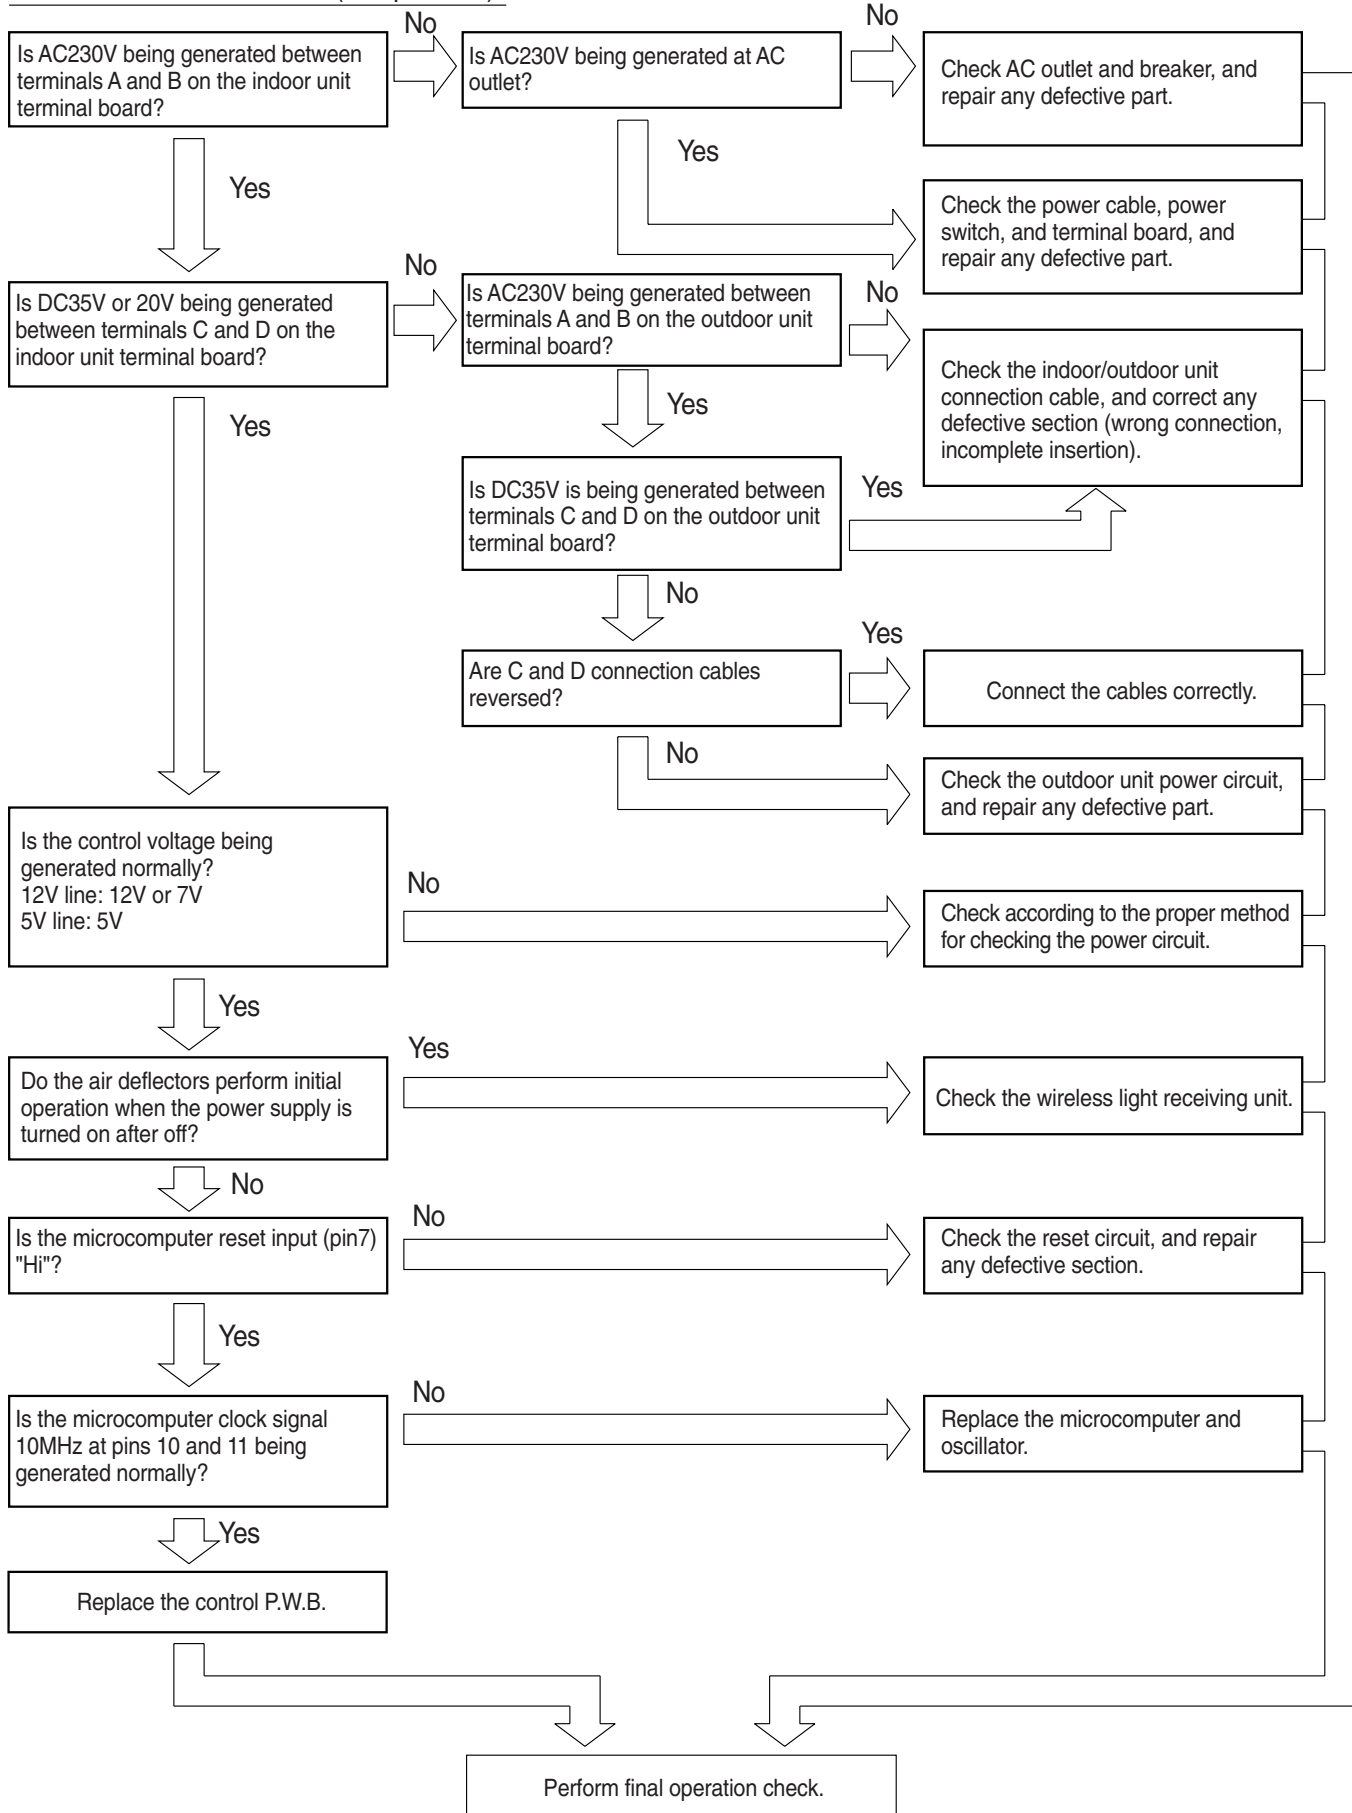 No
No
Is AC230V being generated between
terminals A and B on the indoor unit
terminal board?
Is AC230V being generated at AC
outlet?
Check AC outlet and breaker, and
repair any defective part.
Yes
Yes
Check the power cable, power
switch, and terminal board, and
repair any defective part.
No
No
Is DC35V or 20V being generated
between terminals C and D on the
indoor unit terminal board?
Is AC230V being generated between
terminals A and B on the outdoor unit
terminal board?
Check the indoor/outdoor unit
connection cable, and correct any
defective section (wrong connection,
incomplete insertion).
Yes
Yes
Is DC35V is being generated between
terminals C and D on the outdoor unit
terminal board?
Yes
No
Are C and D connection cables
reversed?
Yes
Connect the cables correctly.
No
Check the outdoor unit power circuit,
and repair any defective part.
Is the control voltage being
generated normally?
12V line: 12V or 7V
5V line: 5V
No
Check according to the proper method
for checking the power circuit.
Yes
Do the air deflectors perform initial
operation when the power supply is
turned on after off?
Yes
Check the wireless light receiving unit.
No
Is the microcomputer reset input (pin7)
"Hi"?
No
Check the reset circuit, and repair
any defective section.
Yes
Is the microcomputer clock signal
10MHz at pins 10 and 11 being
generated normally?
No
Replace the microcomputer and
oscillator.
Yes
Replace the control P.W.B.
Perform final operation check.